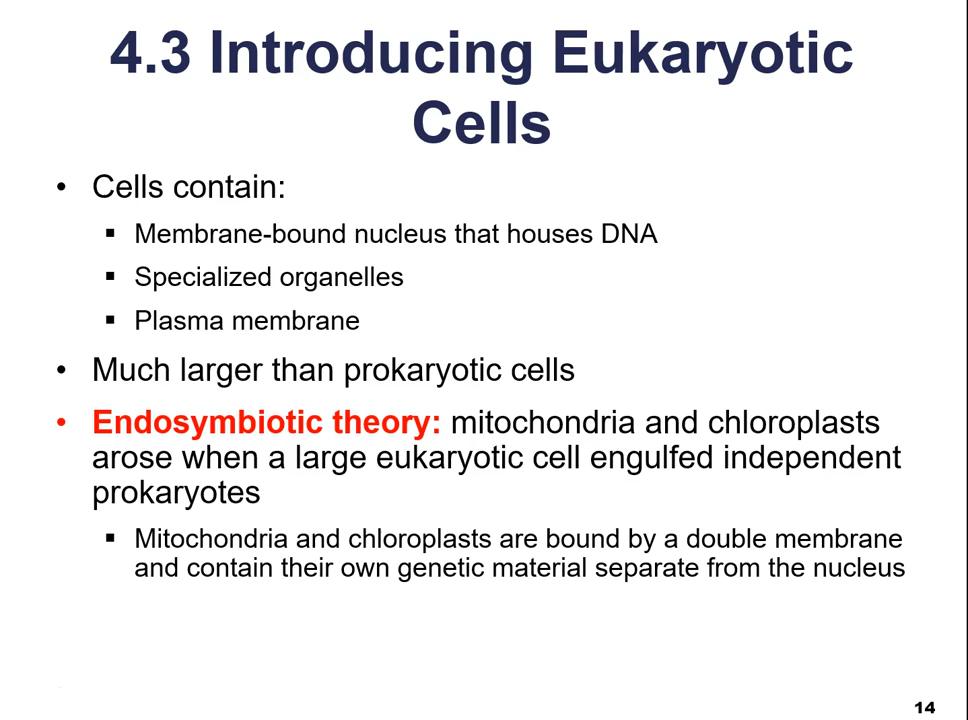 4.3 Introducing Eukaryotic
Cells
• Cells contain:
▪ Membrane-bound nucleus that houses DNA
▪ Specialized organelles
▪ Plasma membrane
• Much larger than prokaryotic cells
• Endosymbiotic theory: mitochondria and chloroplasts
arose when a large eukaryotic cell engulfed independent
prokaryotes
▪ Mitochondria and chloroplasts are bound by a double membrane
and contain their own genetic material separate from the nucleus
14